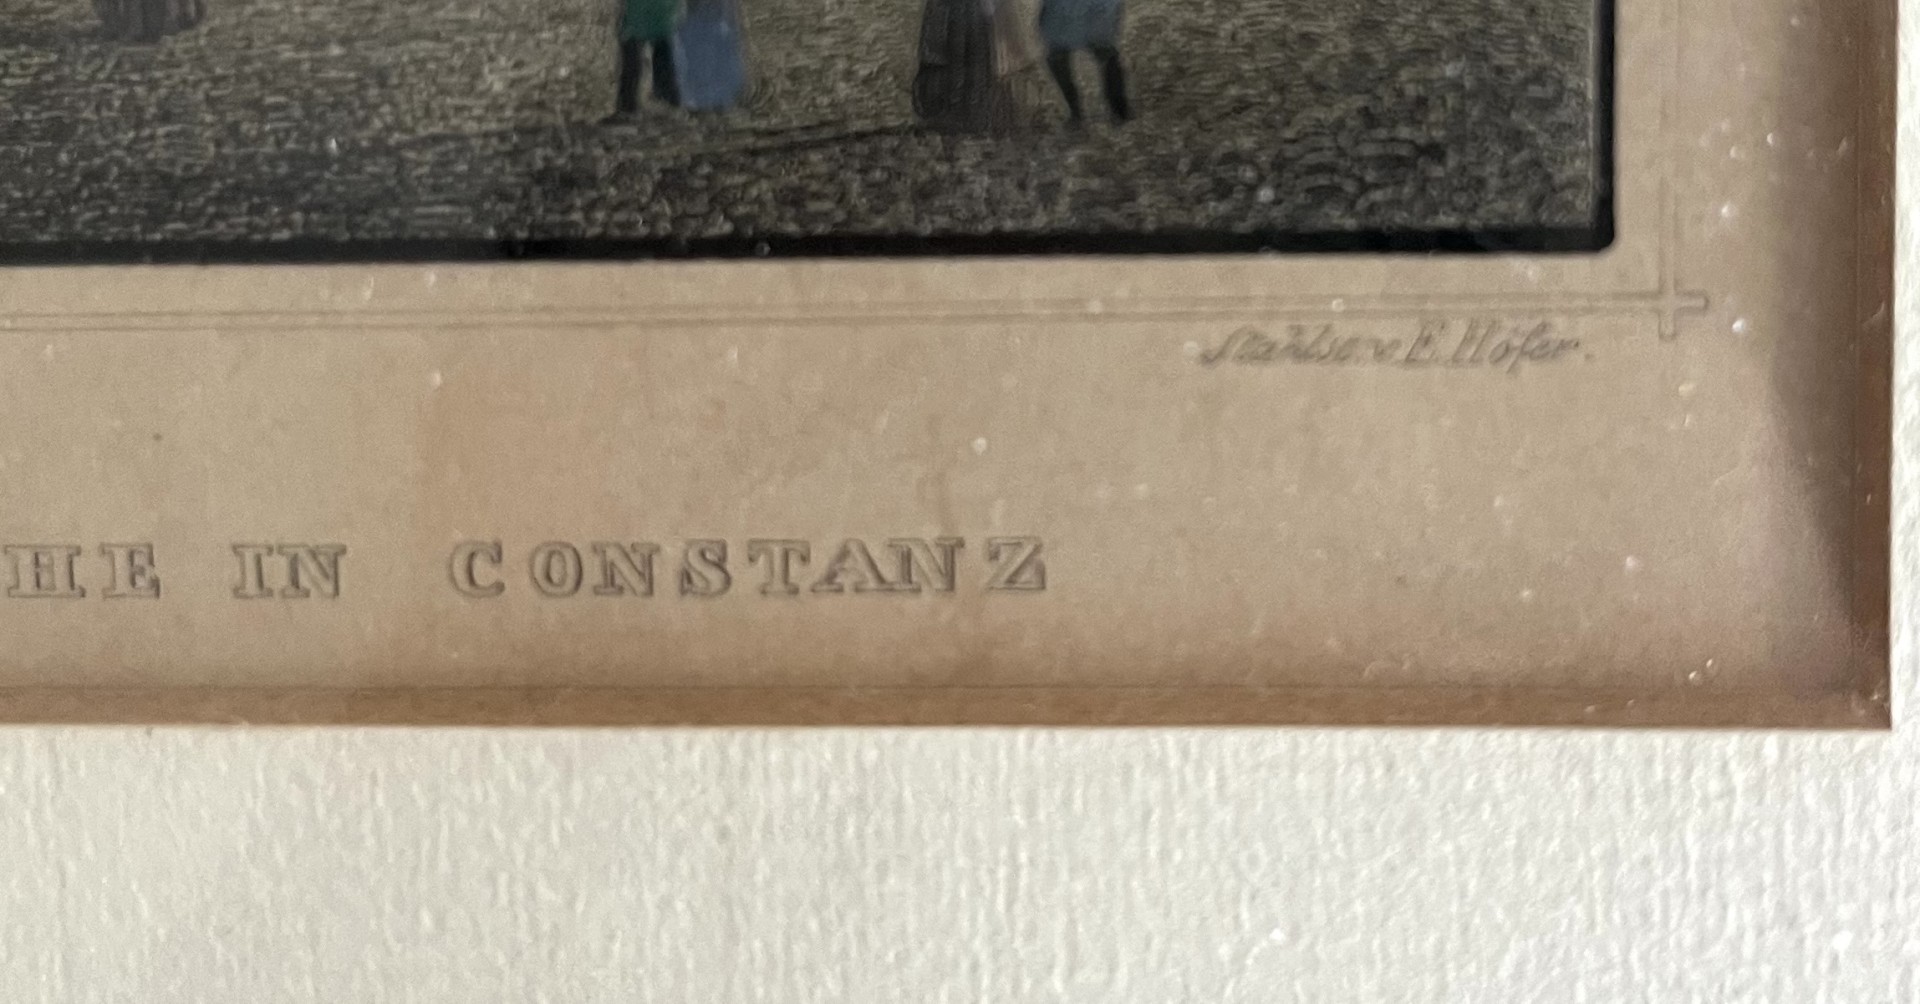 Stahlst v E. Höfer.
HE IN CONSTANZ